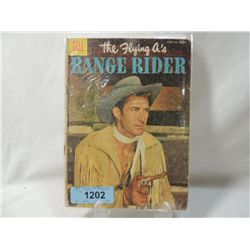 DELL
the Flying A's
RANGE RIDER
1202